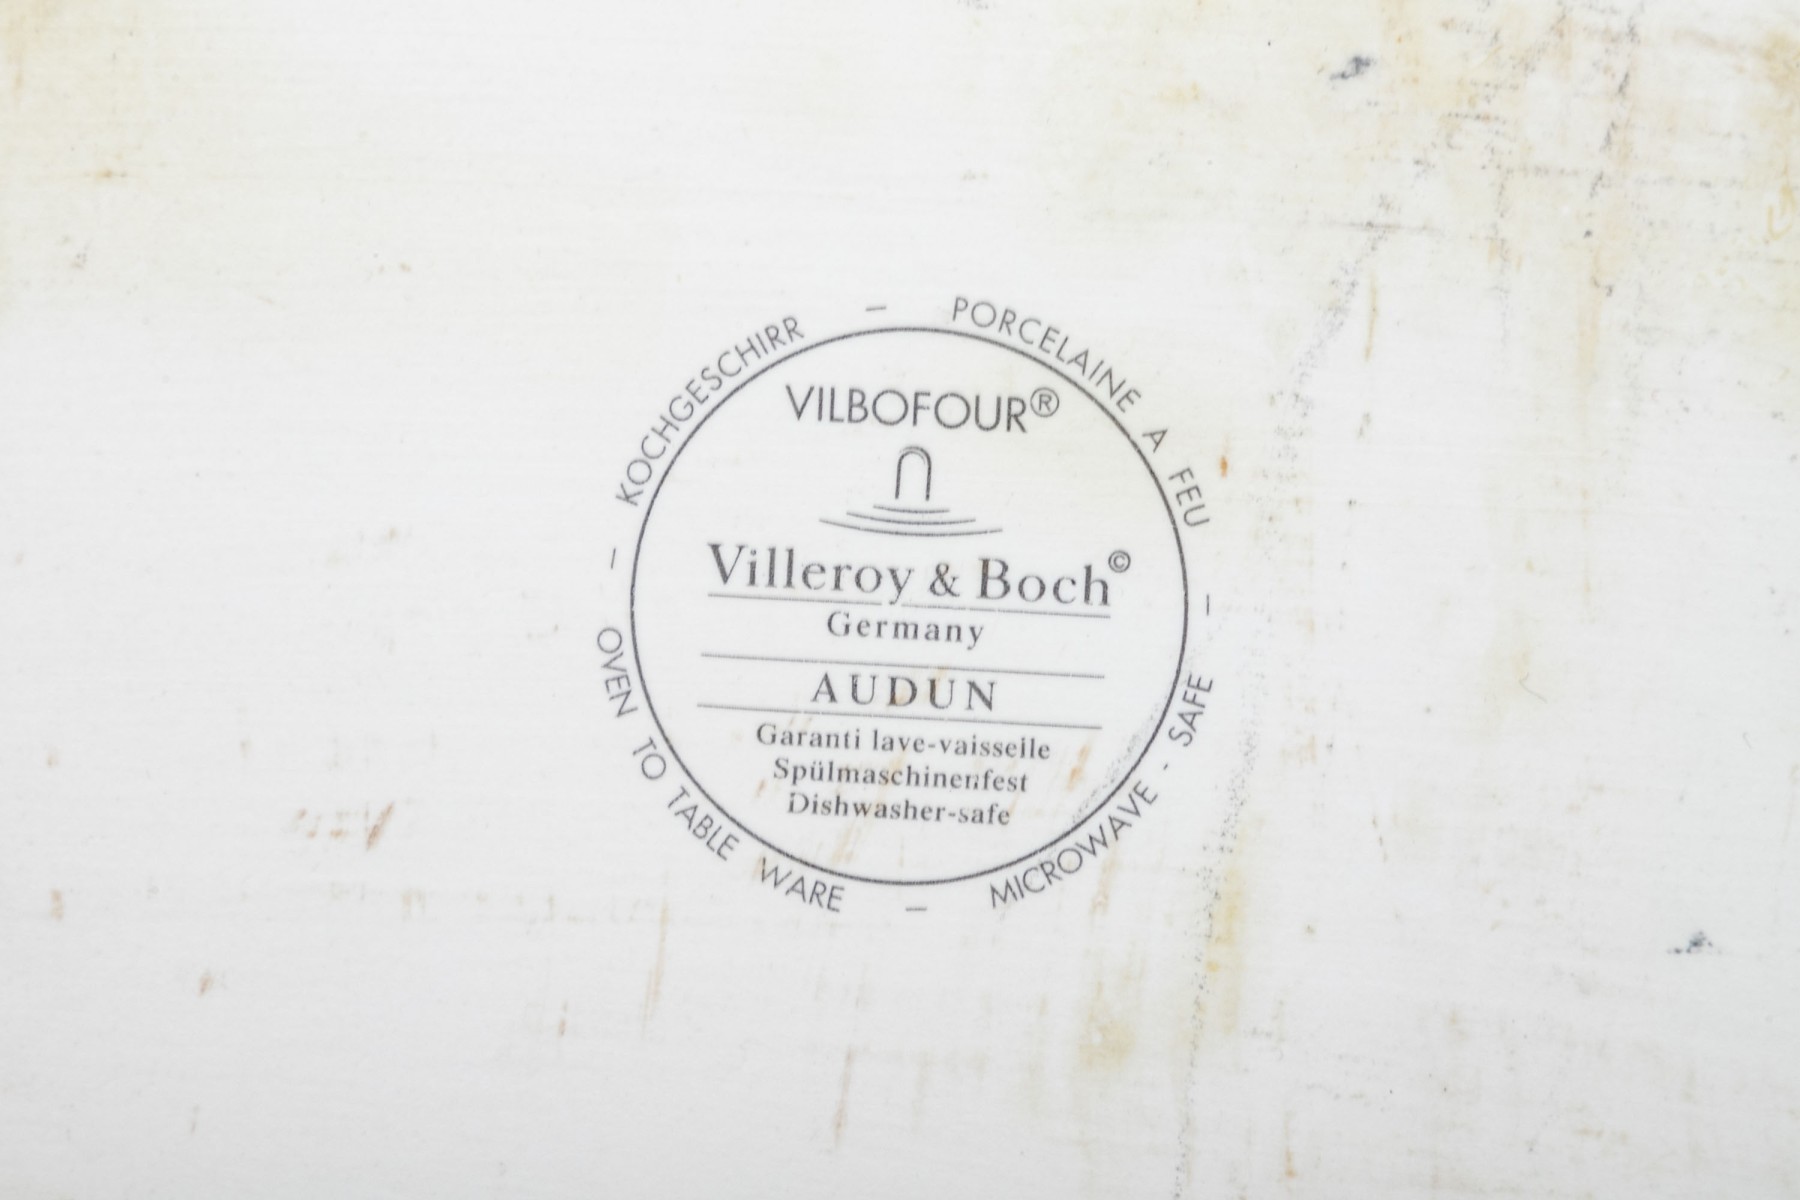 KOCHGESCHIRR – PORCELAINE A FEU – MICROWAVE - SAFE – OVEN TO TABLE WARE –
VILBOFOUR®
Villeroy & Boch©
Germany
AUDUN
Garanti lave-vaisselle
Spülmaschinenfest
Dishwasher-safe